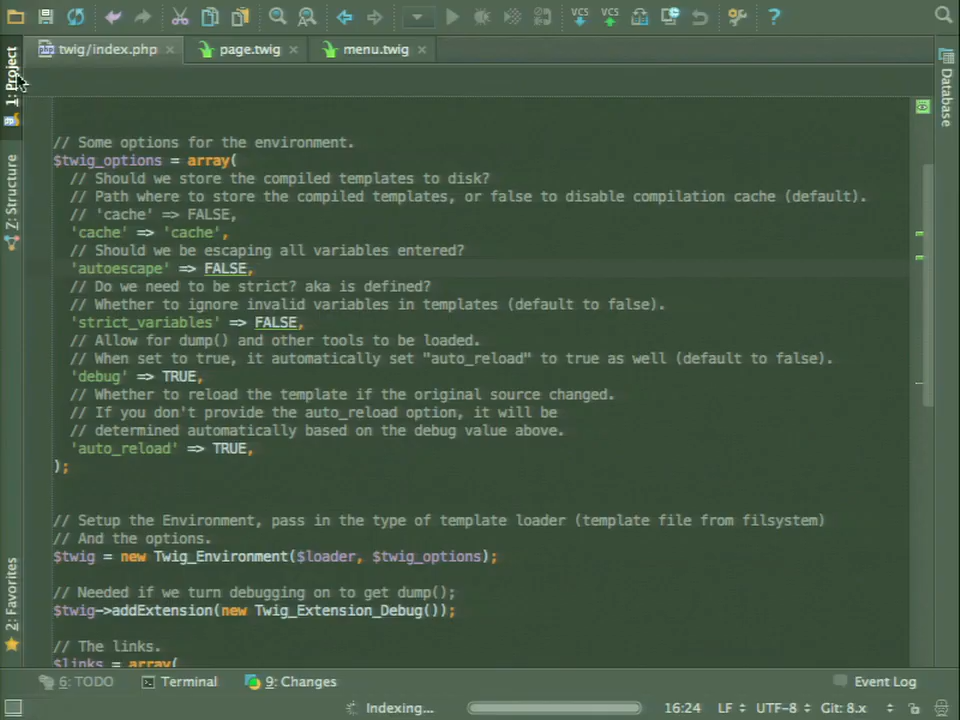 VCS VCS
twig/index.php page.twig menu.twig
1: Project
Z: Structure
2: Favorites
Database
// Some options for the environment.
$twig_options = array(
// Should we store the compiled templates to disk?
// Path where to store the compiled templates, or false to disable compilation cache (default).
// 'cache' => FALSE,
'cache' => 'cache',
// Should we be escaping all variables entered?
'autoescape' => FALSE,
// Do we need to be strict? aka is defined?
// Whether to ignore invalid variables in templates (default to false).
'strict_variables' => FALSE,
// Allow for dump() and other tools to be loaded.
// When set to true, it automatically set "auto_reload" to true as well (default to false).
'debug' => TRUE,
// Whether to reload the template if the original source changed.
// If you don't provide the auto_reload option, it will be
// determined automatically based on the debug value above.
'auto_reload' => TRUE,
);
// Setup the Environment, pass in the type of template loader (template file from filsystem)
// And the options.
$twig = new Twig_Environment($loader, $twig_options);
// Needed if we turn debugging on to get dump();
$twig->addExtension(new Twig_Extension_Debug());
// The links.
$links = array(
6: TODO Terminal 9: Changes Event Log
Indexing... 16:24 LF UTF-8 Git: 8.x